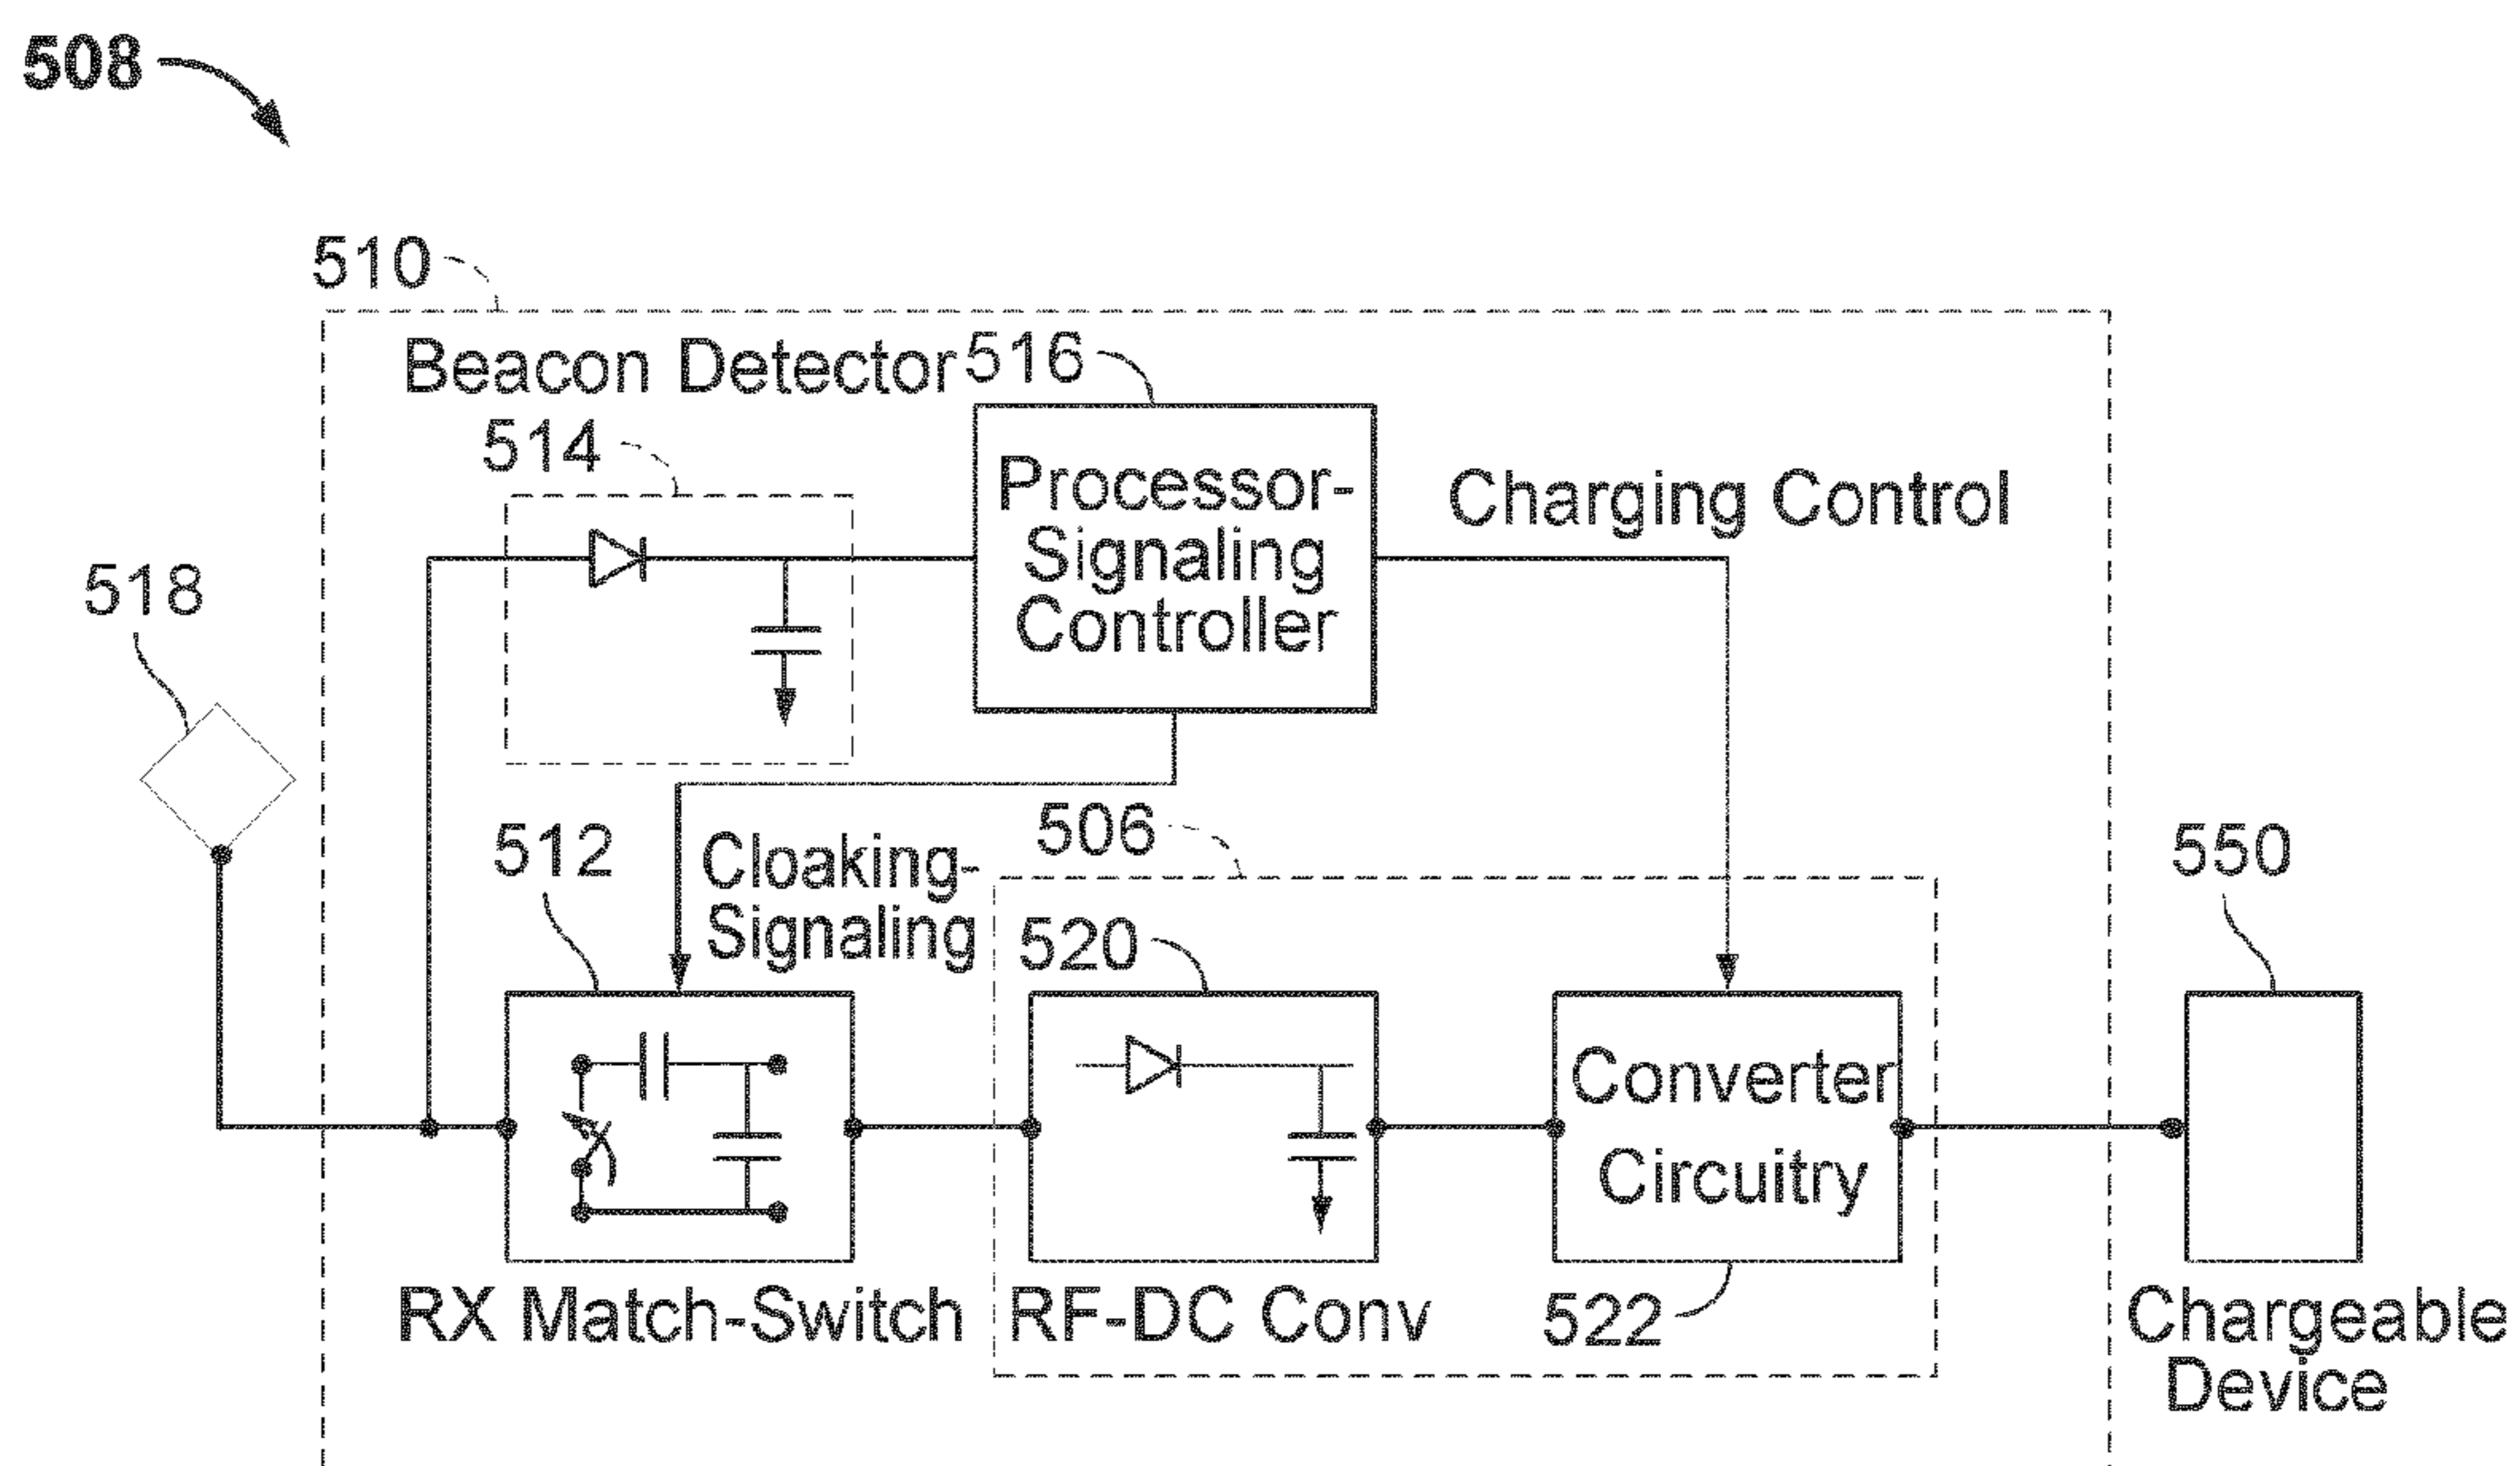 508
510
Beacon Detector
516
514
Processor-
Signaling
Controller
Charging Control
518
512
Cloaking-
Signaling
506
520
550
Converter
Circuitry
RX Match-Switch
RF-DC Conv
522
Chargeable
Device